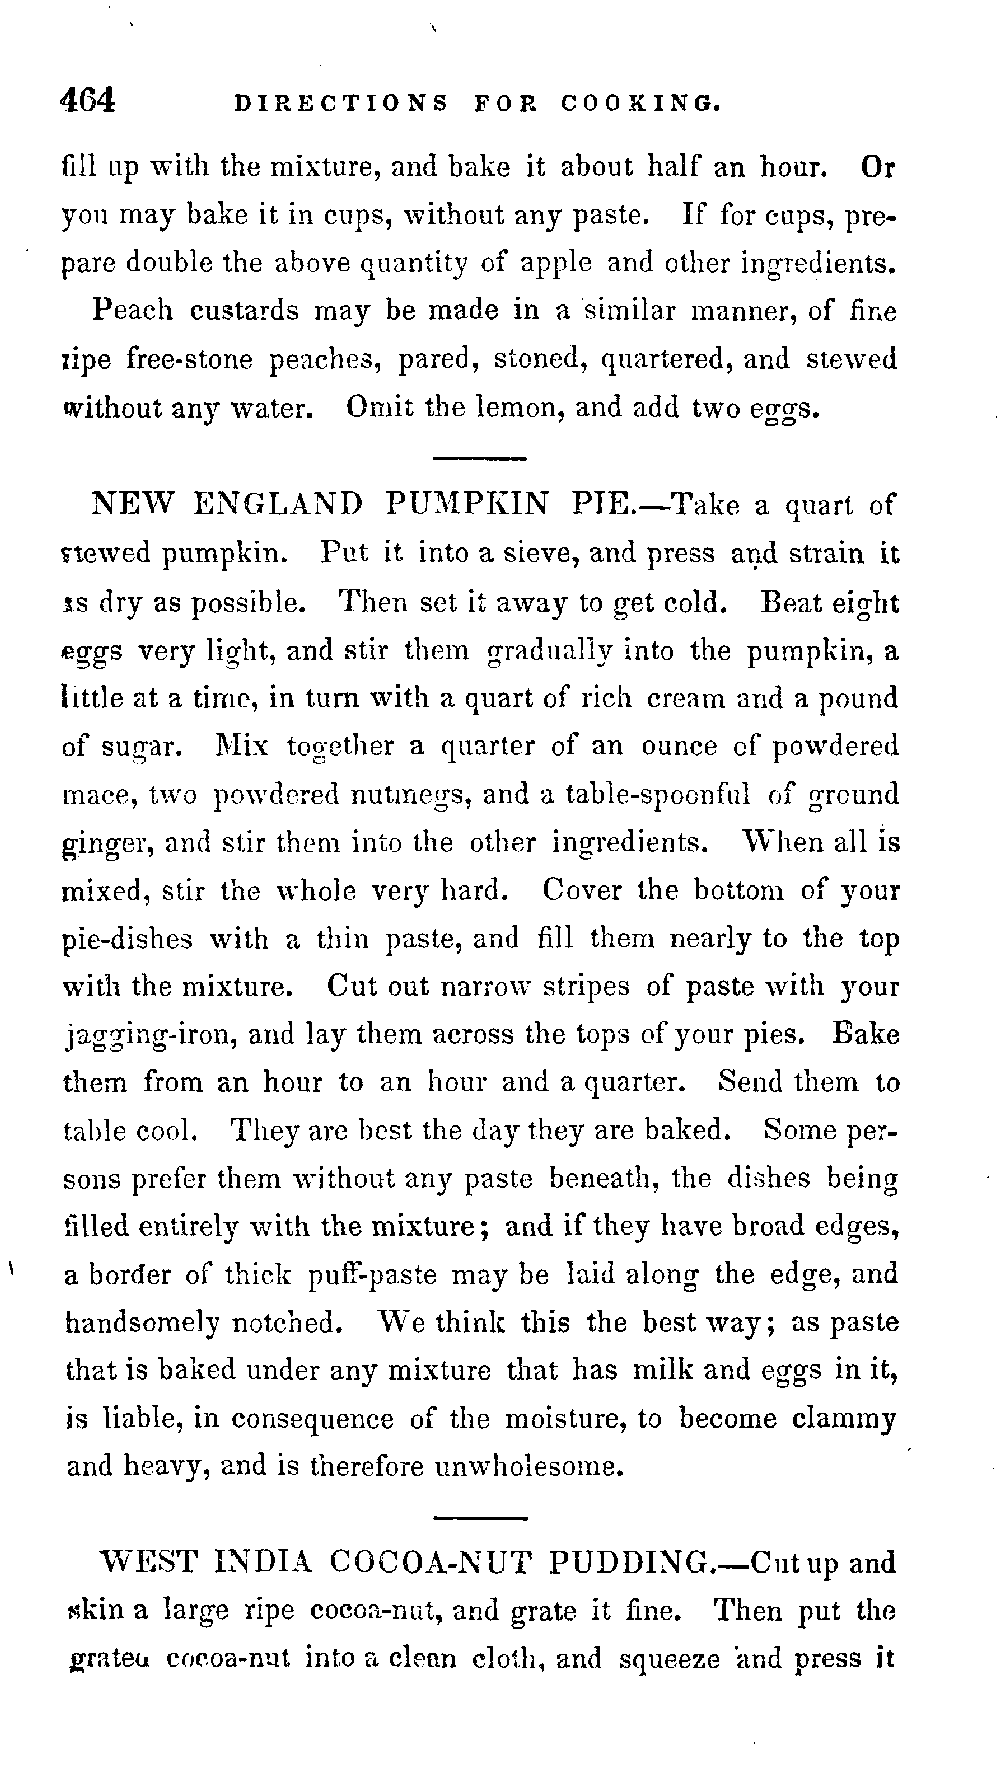 464 DIRECTIONS FOR COOKING.
fill up with the mixture, and bake it about half an hour. Or
you may bake it in cups, without any paste. If for cups, pre-
pare double the above quantity of apple and other ingredients.
Peach custards may be made in a similar manner, of fine
ripe free-stone peaches, pared, stoned, quartered, and stewed
without any water. Omit the lemon, and add two eggs.
NEW ENGLAND PUMPKIN PIE.—Take a quart of
stewed pumpkin. Put it into a sieve, and press and strain it
as dry as possible. Then set it away to get cold. Beat eight
eggs very light, and stir them gradually into the pumpkin, a
little at a time, in turn with a quart of rich cream and a pound
of sugar. Mix together a quarter of an ounce of powdered
mace, two powdered nutmegs, and a table-spoonful of ground
ginger, and stir them into the other ingredients. When all is
mixed, stir the whole very hard. Cover the bottom of your
pie-dishes with a thin paste, and fill them nearly to the top
with the mixture. Cut out narrow stripes of paste with your
jagging-iron, and lay them across the tops of your pies. Bake
them from an hour to an hour and a quarter. Send them to
table cool. They are best the day they are baked. Some per-
sons prefer them without any paste beneath, the dishes being
filled entirely with the mixture; and if they have broad edges,
a border of thick puff-paste may be laid along the edge, and
handsomely notched. We think this the best way; as paste
that is baked under any mixture that has milk and eggs in it,
is liable, in consequence of the moisture, to become clammy
and heavy, and is therefore unwholesome.
WEST INDIA COCOA-NUT PUDDING.—Cut up and
skin a large ripe cocoa-nut, and grate it fine. Then put the
grated cocoa-nut into a clean cloth, and squeeze and press it